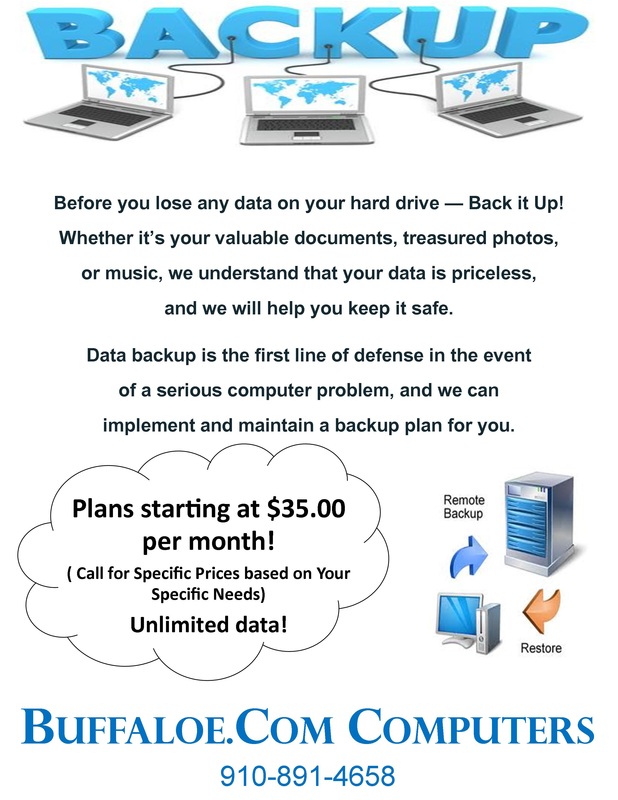 BACKUP
Before you lose any data on your hard drive — Back it Up!
Whether it’s your valuable documents, treasured photos,
or music, we understand that your data is priceless,
and we will help you keep it safe.
Data backup is the first line of defense in the event
of a serious computer problem, and we can
implement and maintain a backup plan for you.
Plans starting at $35.00
per month!
( Call for Specific Prices based on Your
Specific Needs)
Unlimited data!
Remote
Backup
Restore
Buffaloe.Com Computers
910-891-4658